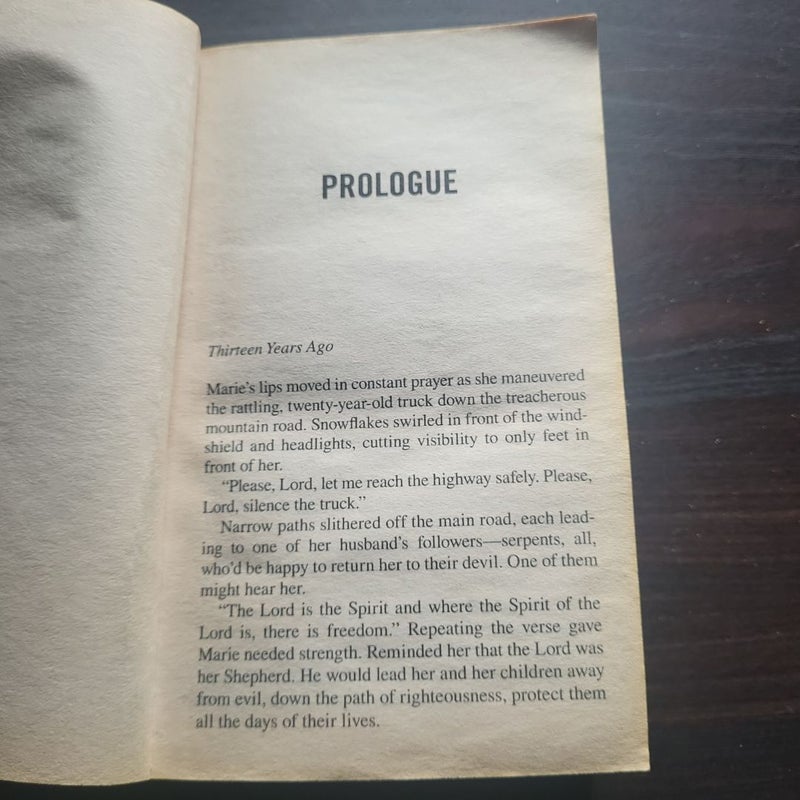 PROLOGUE
Thirteen Years Ago
Marie's lips moved in constant prayer as she maneuvered
the rattling, twenty-year-old truck down the treacherous
mountain road. Snowflakes swirled in front of the wind-
shield and headlights, cutting visibility to only feet in
front of her.
“Please, Lord, let me reach the highway safely. Please,
Lord, silence the truck.”
Narrow paths slithered off the main road, each lead-
ing to one of her husband's followers—serpents, all,
who'd be happy to return her to their devil. One of them
might hear her.
“The Lord is the Spirit and where the Spirit of the
Lord is, there is freedom.” Repeating the verse gave
Marie needed strength. Reminded her that the Lord was
her Shepherd. He would lead her and her children away
from evil, down the path of righteousness, protect them
all the days of their lives.